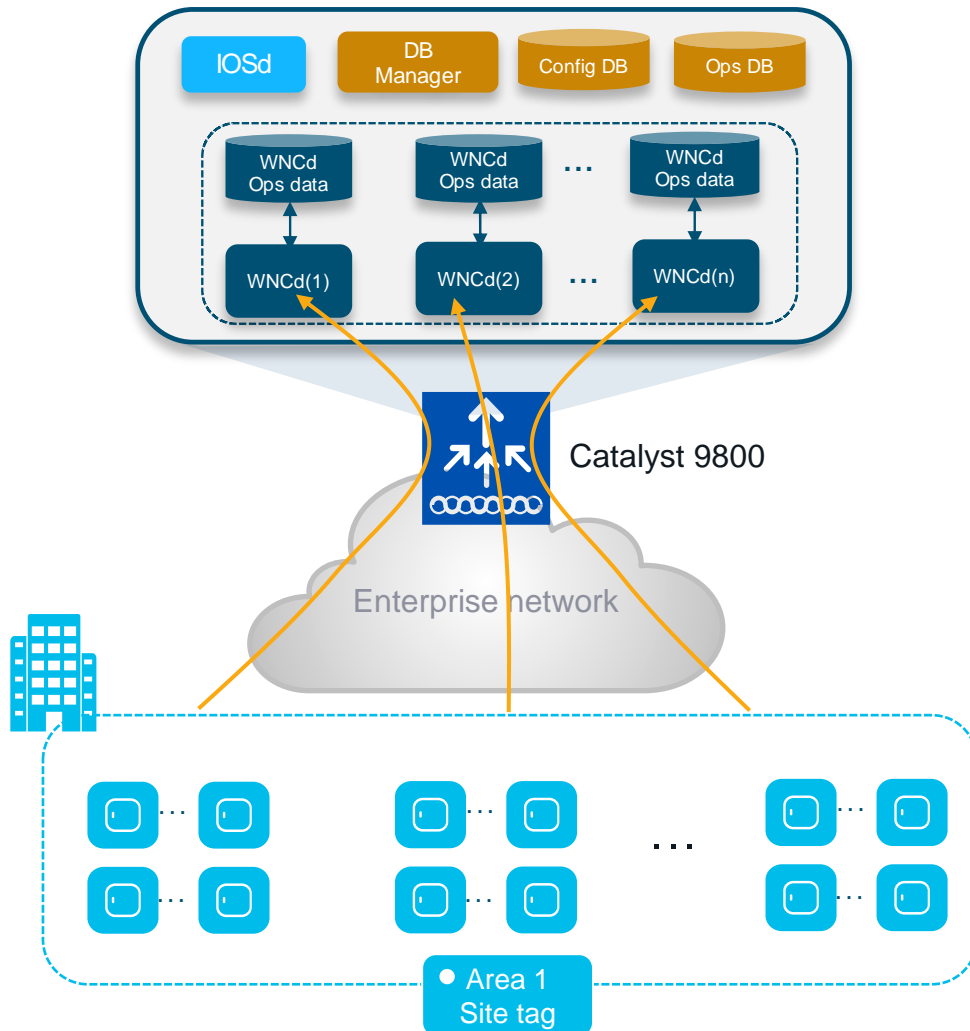 IOSd
DB
Manager
Config DB
Ops DB
WNCd
Ops data
WNCd
Ops data
...
WNCd
Ops data
WNCd(1)
WNCd(2)
...
WNCd(n)
Catalyst 9800
Enterprise network
... ... ...
...
... ... ...
● Area 1
Site tag